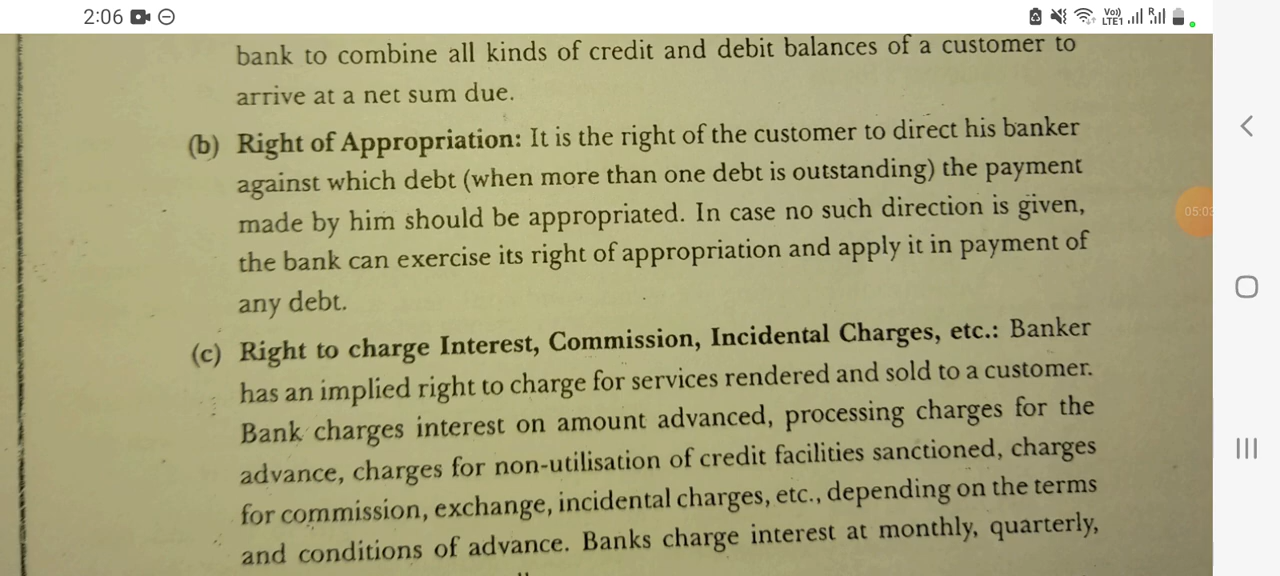 2:06
Vo) R
LTE1
bank to combine all kinds of credit and debit balances of a customer to
arrive at a net sum due.
(b) Right of Appropriation: It is the right of the customer to direct his banker
against which debt (when more than one debt is outstanding) the payment
made by him should be appropriated. In case no such direction is given,
05:03
the bank can exercise its right of appropriation and apply it in payment of
any debt.
(c) Right to charge Interest, Commission, Incidental Charges, etc.: Banker
has an implied right to charge for services rendered and sold to a customer.
Bank charges interest on amount advanced, processing charges for the
advance, charges for non-utilisation of credit facilities sanctioned, charges
for commission, exchange, incidental charges, etc., depending on the terms
and conditions of advance. Banks charge interest at monthly, quarterly,